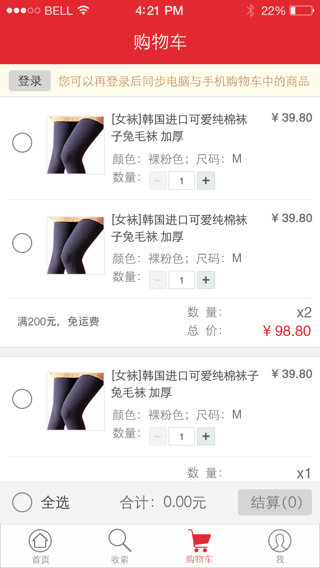 BELL 4:21 PM 22%
购物车
登录 您可以再登录后同步电脑与手机购物车中的商品
[女袜]韩国进口可爱纯棉袜 ¥ 39.80
子兔毛袜 加厚
颜色：裸粉色；尺码：M
数量： － 1 +
[女袜]韩国进口可爱纯棉袜 ¥ 39.80
子兔毛袜 加厚
颜色：裸粉色；尺码：M
数量： － 1 +
数 量： x2
满200元，免运费
总 价： ¥ 98.80
[女袜]韩国进口可爱纯棉袜子 ¥ 39.80
兔毛袜 加厚
颜色：裸粉色；尺码：M
数量： － 1 +
数 量： x1
全选 合计：0.00元 结算(0)
首页 收索 购物车 我